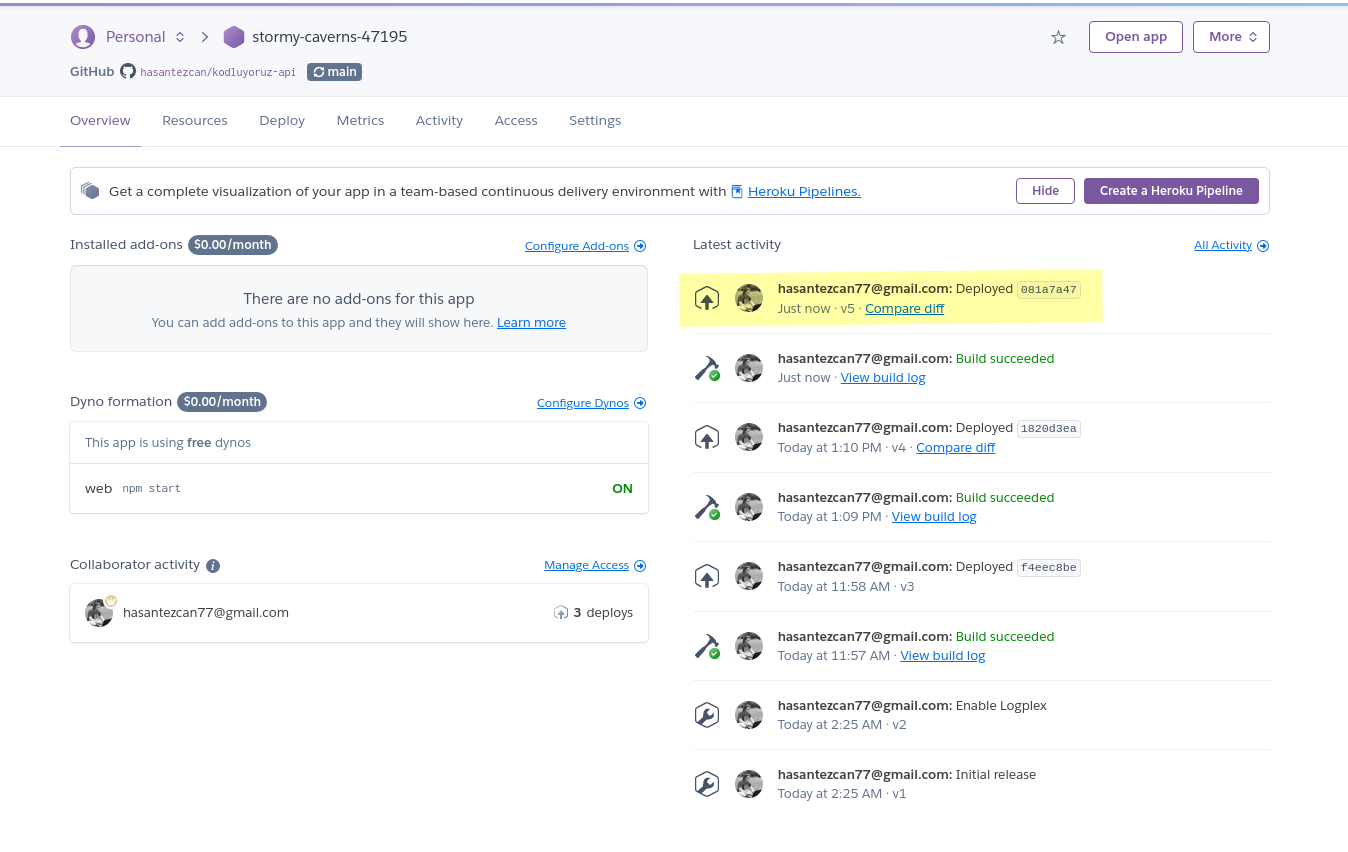 Personal stormy-caverns-47195 Open app More
GitHub hasantezcan/kodluyoruz-api main
Overview Resources Deploy Metrics Activity Access Settings
Get a complete visualization of your app in a team-based continuous delivery environment with Heroku Pipelines. Hide Create a Heroku Pipeline
Installed add-ons $0.00/month Configure Add-ons
There are no add-ons for this app
You can add add-ons to this app and they will show here. Learn more
Dyno formation $0.00/month Configure Dynos
This app is using free dynos
web npm start ON
Collaborator activity i Manage Access
hasantezcan77@gmail.com 3 deploys
Latest activity All Activity
hasantezcan77@gmail.com: Deployed 081a7a47
Just now · v5 · Compare diff
hasantezcan77@gmail.com: Build succeeded
Just now · View build log
hasantezcan77@gmail.com: Deployed 1820d3ea
Today at 1:10 PM · v4 · Compare diff
hasantezcan77@gmail.com: Build succeeded
Today at 1:09 PM · View build log
hasantezcan77@gmail.com: Deployed f4eec8be
Today at 11:58 AM · v3
hasantezcan77@gmail.com: Build succeeded
Today at 11:57 AM · View build log
hasantezcan77@gmail.com: Enable Logplex
Today at 2:25 AM · v2
hasantezcan77@gmail.com: Initial release
Today at 2:25 AM · v1